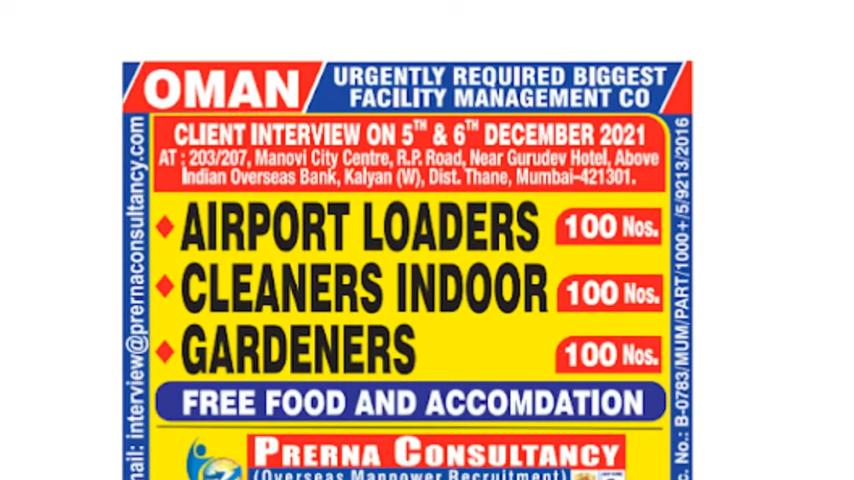 OMAN
URGENTLY REQUIRED BIGGEST
FACILITY MANAGEMENT CO
CLIENT INTERVIEW ON 5TH & 6TH DECEMBER 2021
AT : 203/207, Manovi City Centre, R.P. Road, Near Gurudev Hotel, Above
Indian Overseas Bank, Kalyan (W), Dist. Thane, Mumbai-421301.
AIRPORT LOADERS 100 Nos.
CLEANERS INDOOR 100 Nos.
GARDENERS 100 Nos.
FREE FOOD AND ACCOMDATION
PRERNA CONSULTANCY
(Overseas Manpower Recruitment)
mail: interview@prernaconsultancy.com
c. No.: B-0783/MUM/PART/1000+/5/9213/2016